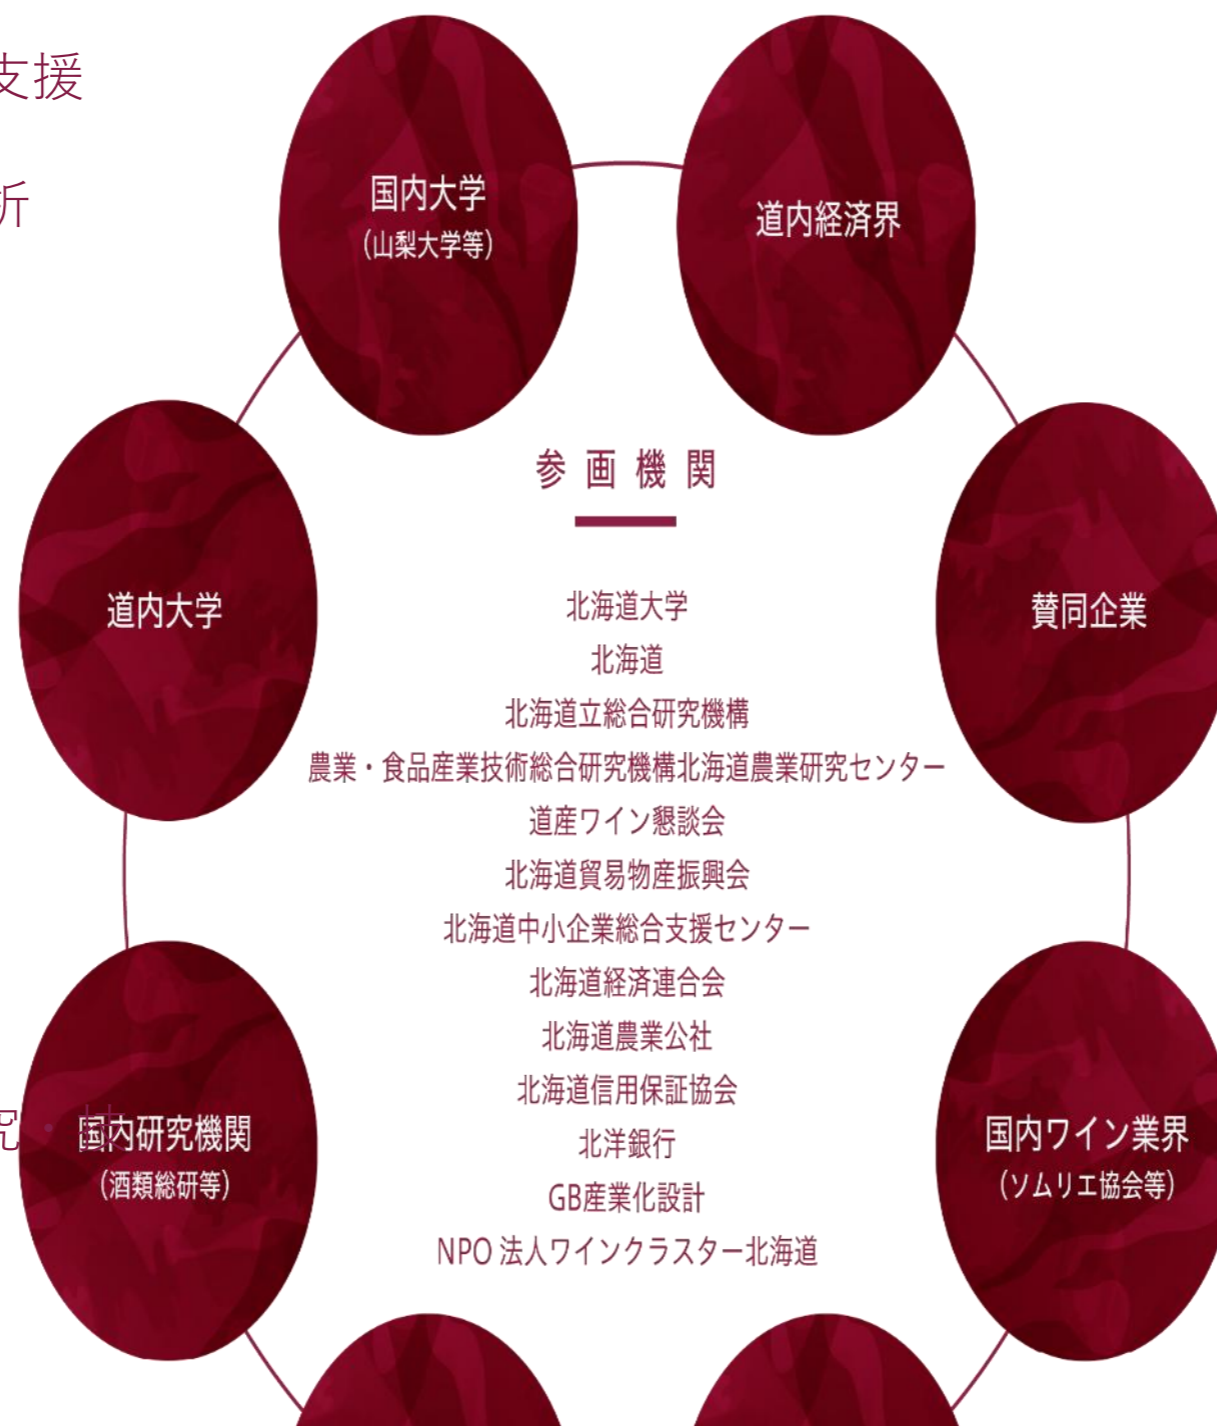 支援
析
国内大学
(山梨大学等)
道内経済界
道内大学
賛同企業
参画機関
北海道大学
北海道
北海道立総合研究機構
農業・食品産業技術総合研究機構北海道農業研究センター
道産ワイン懇談会
北海道貿易物産振興会
北海道中小企業総合支援センター
北海道経済連合会
北海道農業公社
北海道信用保証協会
北洋銀行
GB産業化設計
NPO 法人ワインクラスター北海道
究・技
国内研究機関
(酒類総研等)
国内ワイン業界
(ソムリエ協会等)